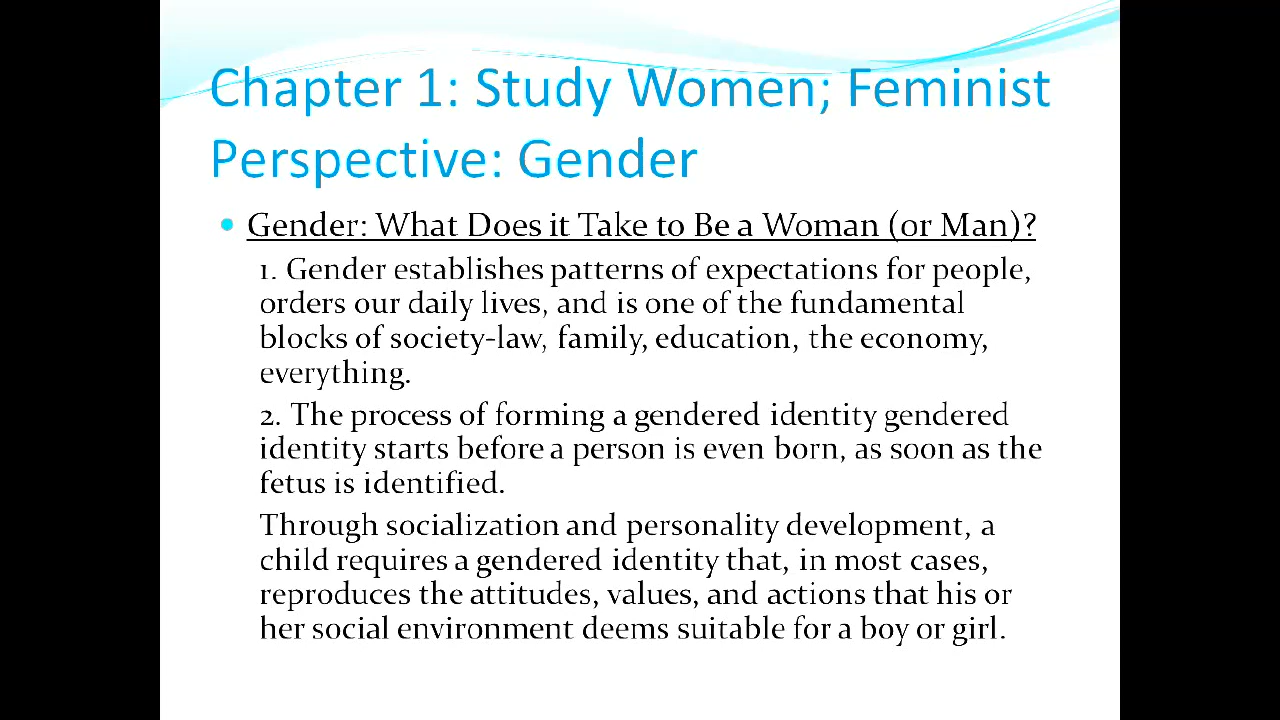 Chapter 1: Study Women; Feminist
Perspective: Gender
Gender: What Does it Take to Be a Woman (or Man)?
1. Gender establishes patterns of expectations for people,
orders our daily lives, and is one of the fundamental
blocks of society-law, family, education, the economy,
everything.
2. The process of forming a gendered identity gendered
identity starts before a person is even born, as soon as the
fetus is identified.
Through socialization and personality development, a
child requires a gendered identity that, in most cases,
reproduces the attitudes, values, and actions that his or
her social environment deems suitable for a boy or girl.